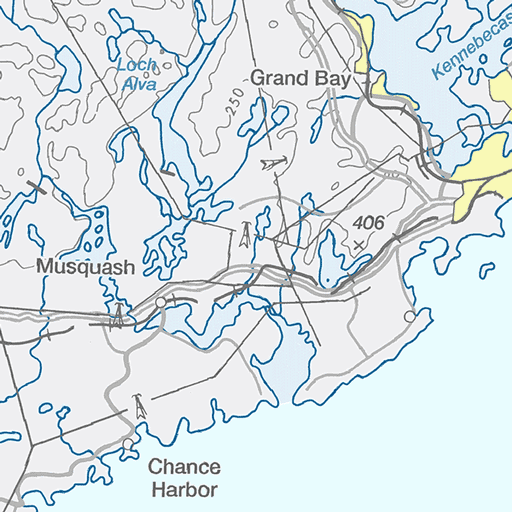 Loch
Alva
Grand Bay
Kennebecas
250
406
Musquash
Chance
Harbor